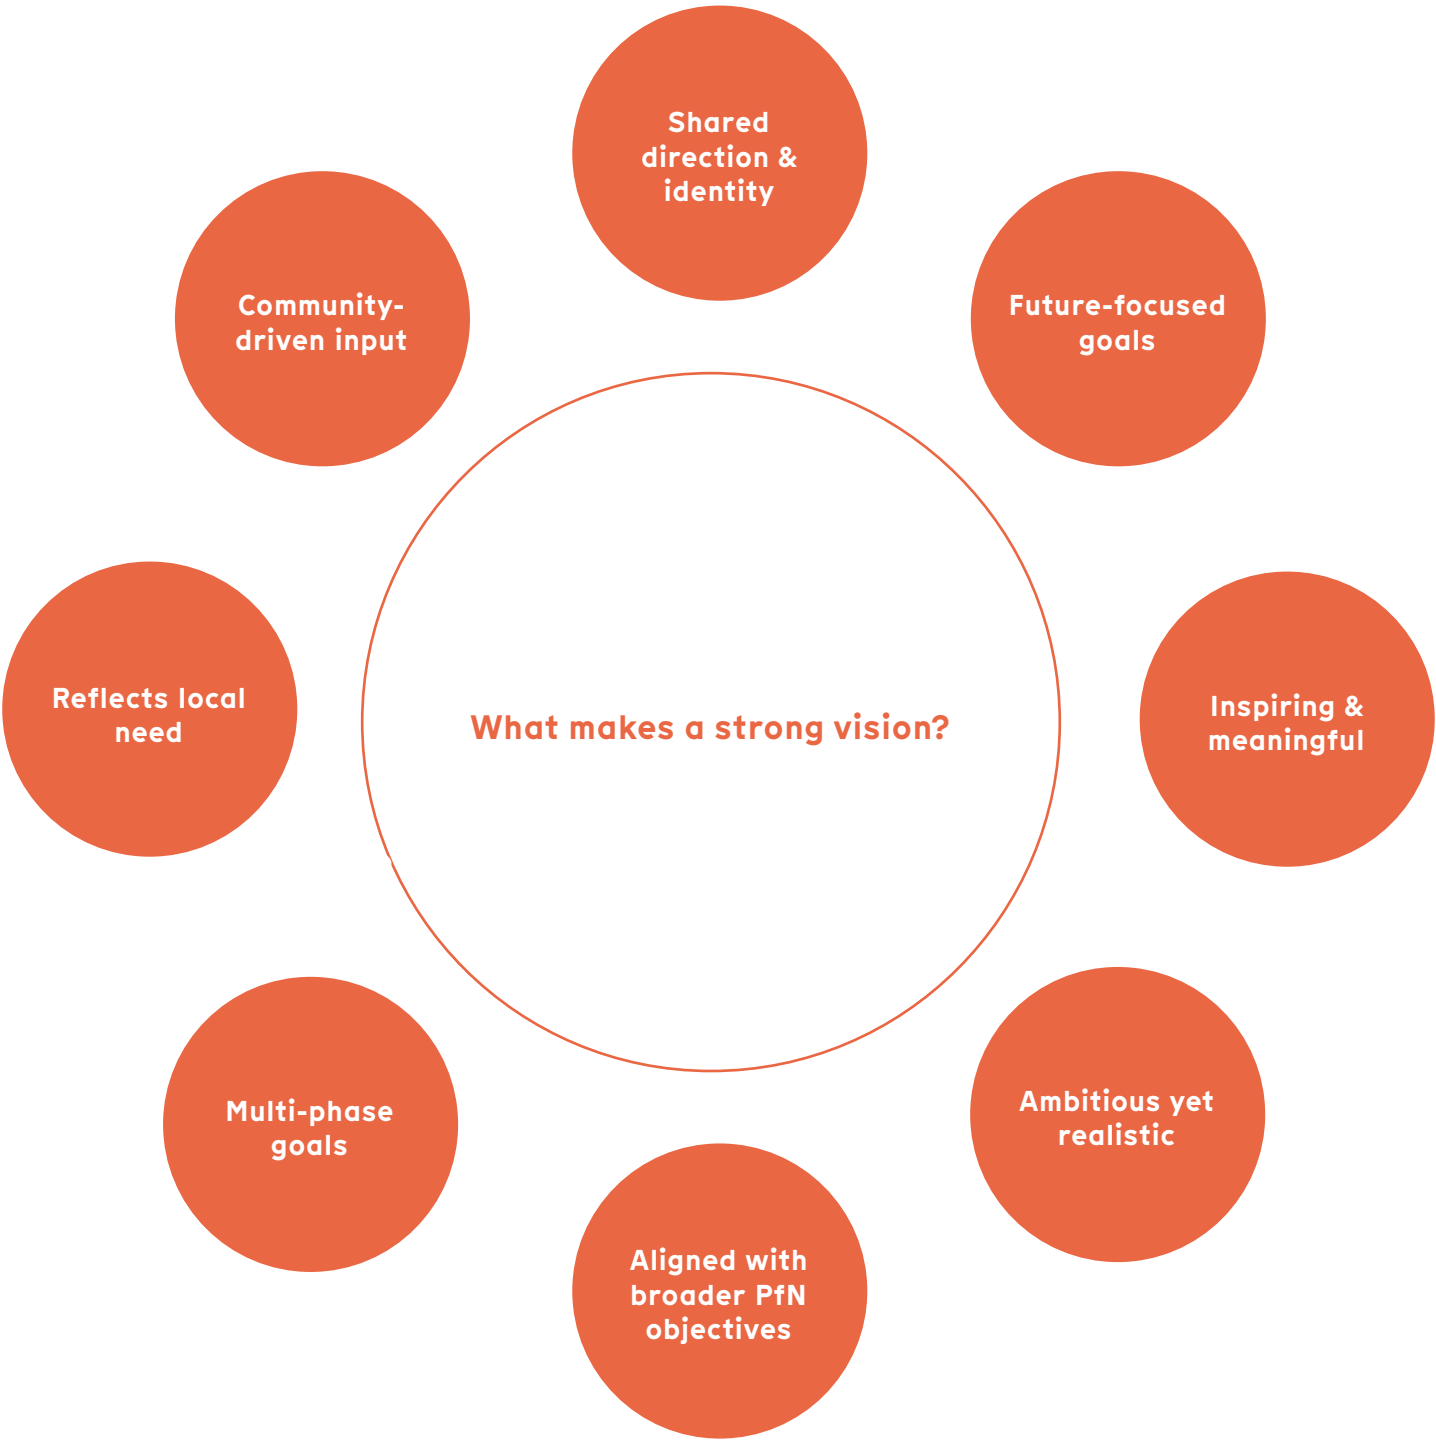 Shared
direction &
identity
Future-focused
goals
Inspiring &
meaningful
Ambitious yet
realistic
Aligned with
broader PfN
objectives
Multi-phase
goals
Reflects local
need
Community-
driven input
What makes a strong vision?